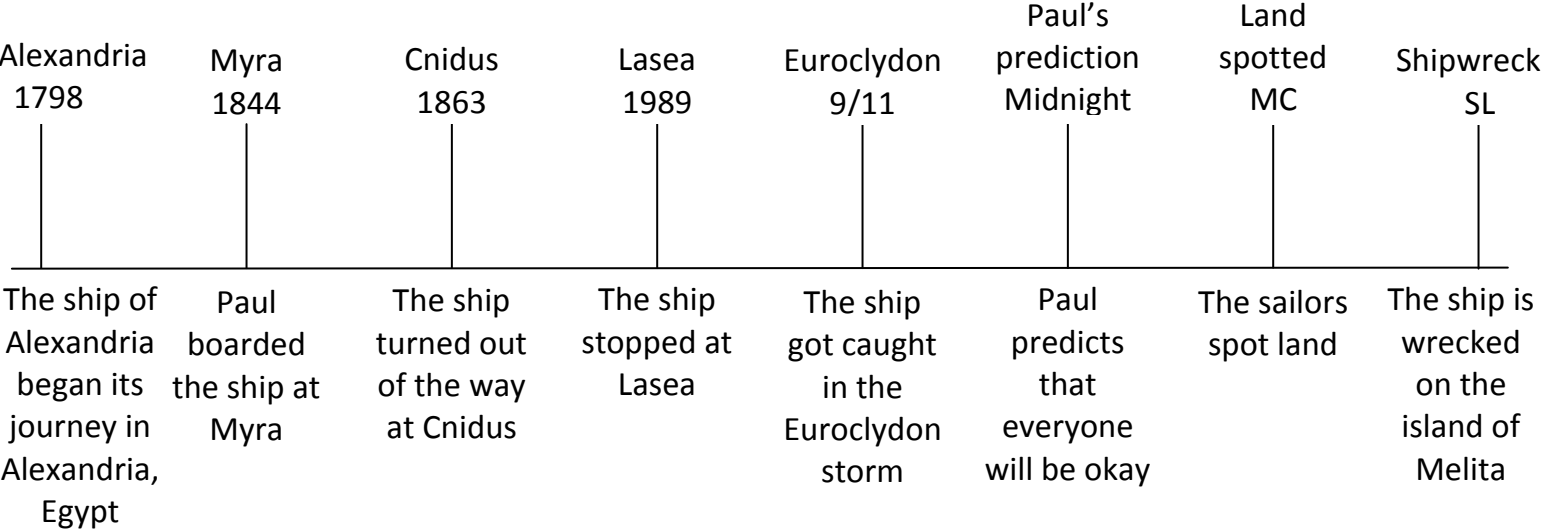 Alexandria
1798
Myra
1844
Cnidus
1863
Lasea
1989
Euroclydon
9/11
Paul’s
prediction
Midnight
Land
spotted
MC
Shipwreck
SL
The ship of
Alexandria
began its
journey in
Alexandria,
Egypt
Paul
boarded
the ship at
Myra
The ship
turned out
of the way
at Cnidus
The ship
stopped at
Lasea
The ship
got caught
in the
Euroclydon
storm
Paul
predicts
that
everyone
will be okay
The sailors
spot land
The ship is
wrecked
on the
island of
Melita